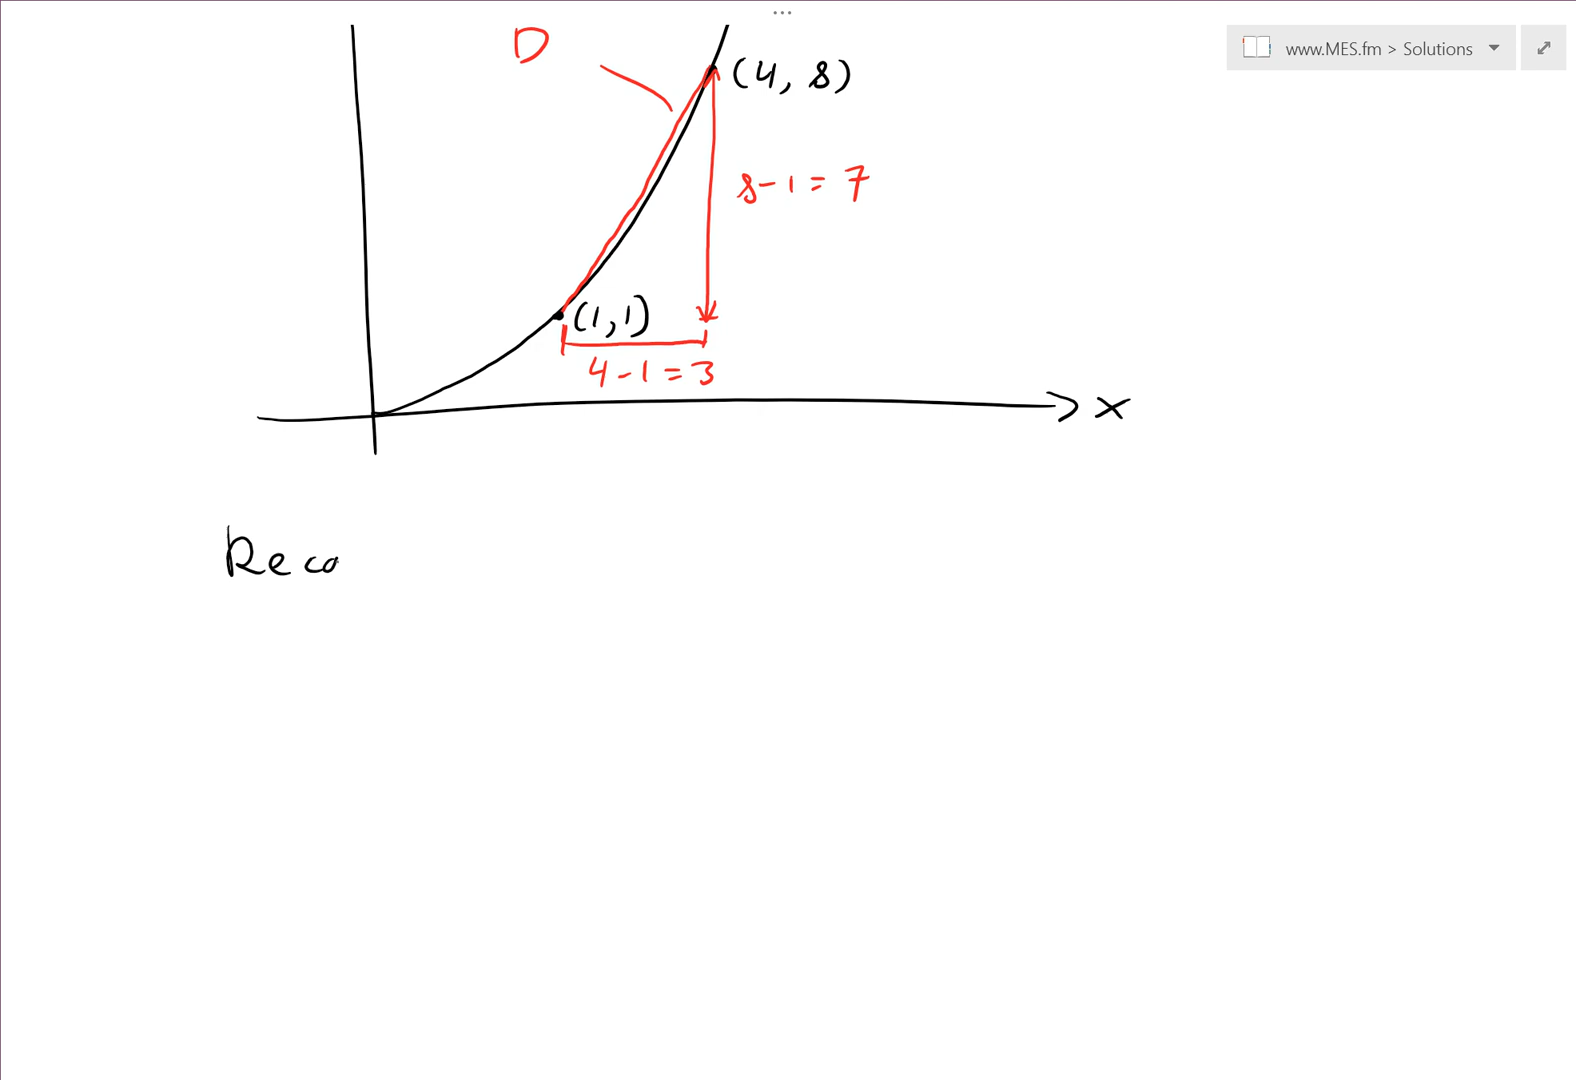 www.MES.fm > Solutions
D
(4, 8)
8-1 = 7
(1,1)
4-1=3
x
Reco